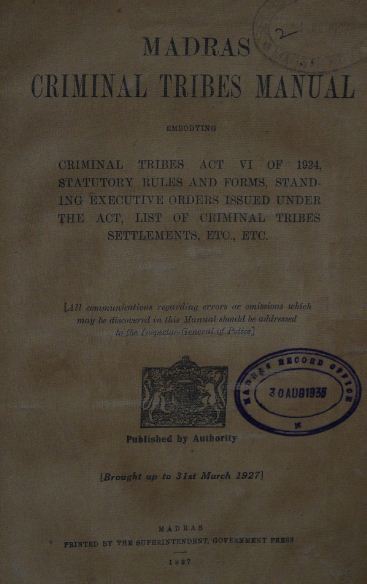 2
MADRAS
CRIMINAL TRIBES MANUAL
EMBODYING
CRIMINAL TRIBES ACT VI OF 1924,
STATUTORY RULES AND FORMS, STAND-
ING EXECUTIVE ORDERS ISSUED UNDER
THE ACT, LIST OF CRIMINAL TRIBES
SETTLEMENTS, ETC., ETC.
[All communications regarding errors or omissions which
may be discovered in this Manual should be addressed
to the Inspector-General of Police]
MADRAS RECORD OFFICE
30 AUG 1935
Published by Authority
[Brought up to 31st March 1927]
MADRAS
PRINTED BY THE SUPERINTENDENT, GOVERNMENT PRESS
1927